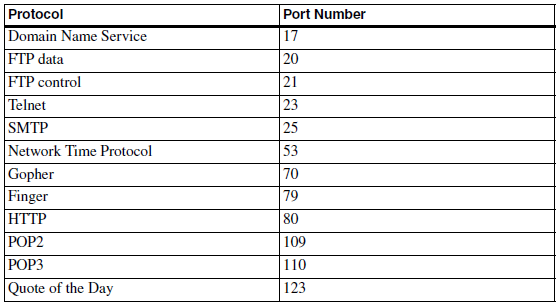 Protocol Port Number
Domain Name Service 17
FTP data 20
FTP control 21
Telnet 23
SMTP 25
Network Time Protocol 53
Gopher 70
Finger 79
HTTP 80
POP2 109
POP3 110
Quote of the Day 123